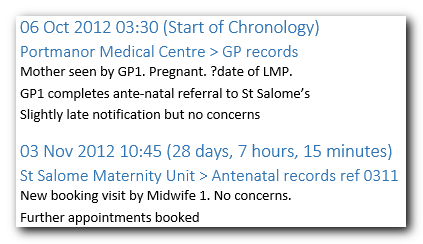 06 Oct 2012 03:30 (Start of Chronology)
Portmanor Medical Centre > GP records
Mother seen by GP1. Pregnant. ?date of LMP.
GP1 completes ante-natal referral to St Salome's
Slightly late notification but no concerns
03 Nov 2012 10:45 (28 days, 7 hours, 15 minutes)
St Salome Maternity Unit > Antenatal records ref 0311
New booking visit by Midwife 1. No concerns.
Further appointments booked